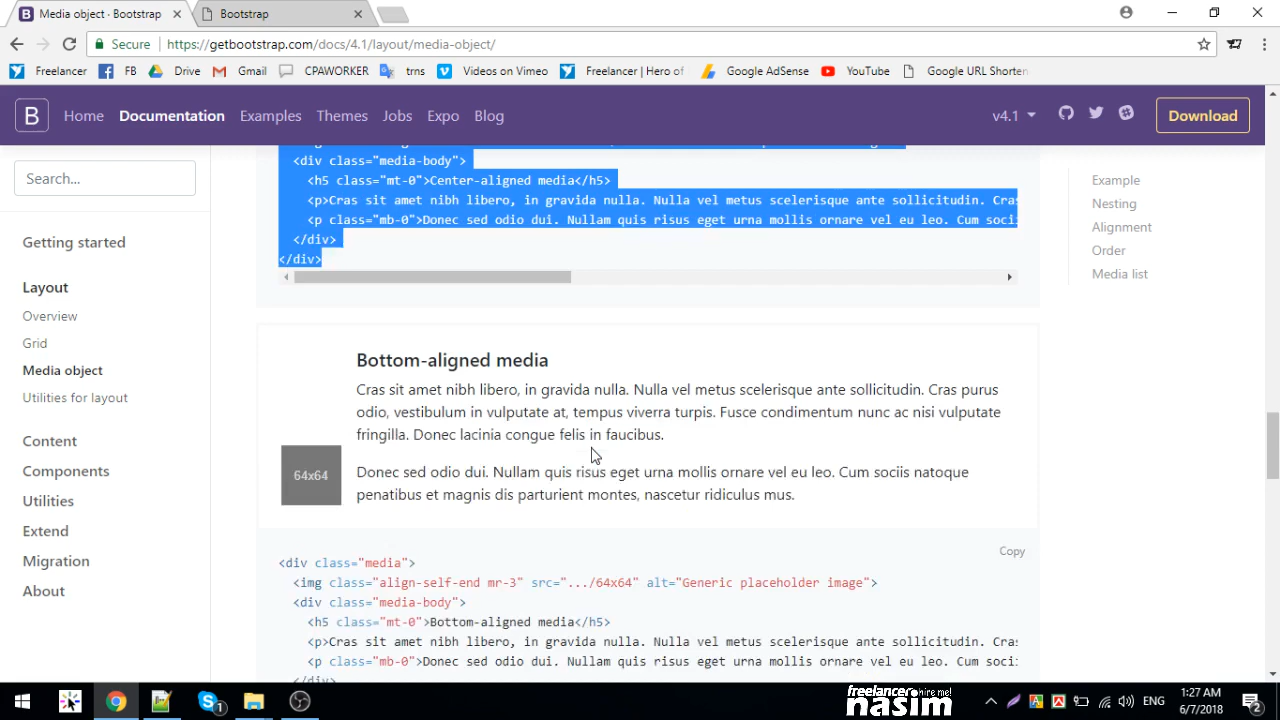 Media object · Bootstrap
Bootstrap
Secure
https://getbootstrap.com/docs/4.1/layout/media-object/
Freelancer
FB
Drive
Gmail
CPAWORKER
trns
Videos on Vimeo
Freelancer | Hero of
Google AdSense
YouTube
Google URL Shorten
B
Home
Documentation
Examples
Themes
Jobs
Expo
Blog
v4.1
Download
Search...
Getting started
Layout
Overview
Grid
Media object
Utilities for layout
Content
Components
Utilities
Extend
Migration
About
<div class="media-body">
<h5 class="mt-0">Center-aligned media</h5>
<p>Cras sit amet nibh libero, in gravida nulla. Nulla vel metus scelerisque ante sollicitudin. Cras
<p class="mb-0">Donec sed odio dui. Nullam quis risus eget urna mollis ornare vel eu leo. Cum socii
</div>
</div>
Bottom-aligned media
Cras sit amet nibh libero, in gravida nulla. Nulla vel metus scelerisque ante sollicitudin. Cras purus
odio, vestibulum in vulputate at, tempus viverra turpis. Fusce condimentum nunc ac nisi vulputate
fringilla. Donec lacinia congue felis in faucibus.
64x64
Donec sed odio dui. Nullam quis risus eget urna mollis ornare vel eu leo. Cum sociis natoque
penatibus et magnis dis parturient montes, nascetur ridiculus mus.
Copy
<div class="media">
<img class="align-self-end mr-3" src=".../64x64" alt="Generic placeholder image">
<div class="media-body">
<h5 class="mt-0">Bottom-aligned media</h5>
<p>Cras sit amet nibh libero, in gravida nulla. Nulla vel metus scelerisque ante sollicitudin. Cras
<p class="mb-0">Donec sed odio dui. Nullam quis risus eget urna mollis ornare vel eu leo. Cum socii
</div>
Example
Nesting
Alignment
Order
Media list
freelancer hire me!
nasim
ENG
1:27 AM
6/7/2018
2
1